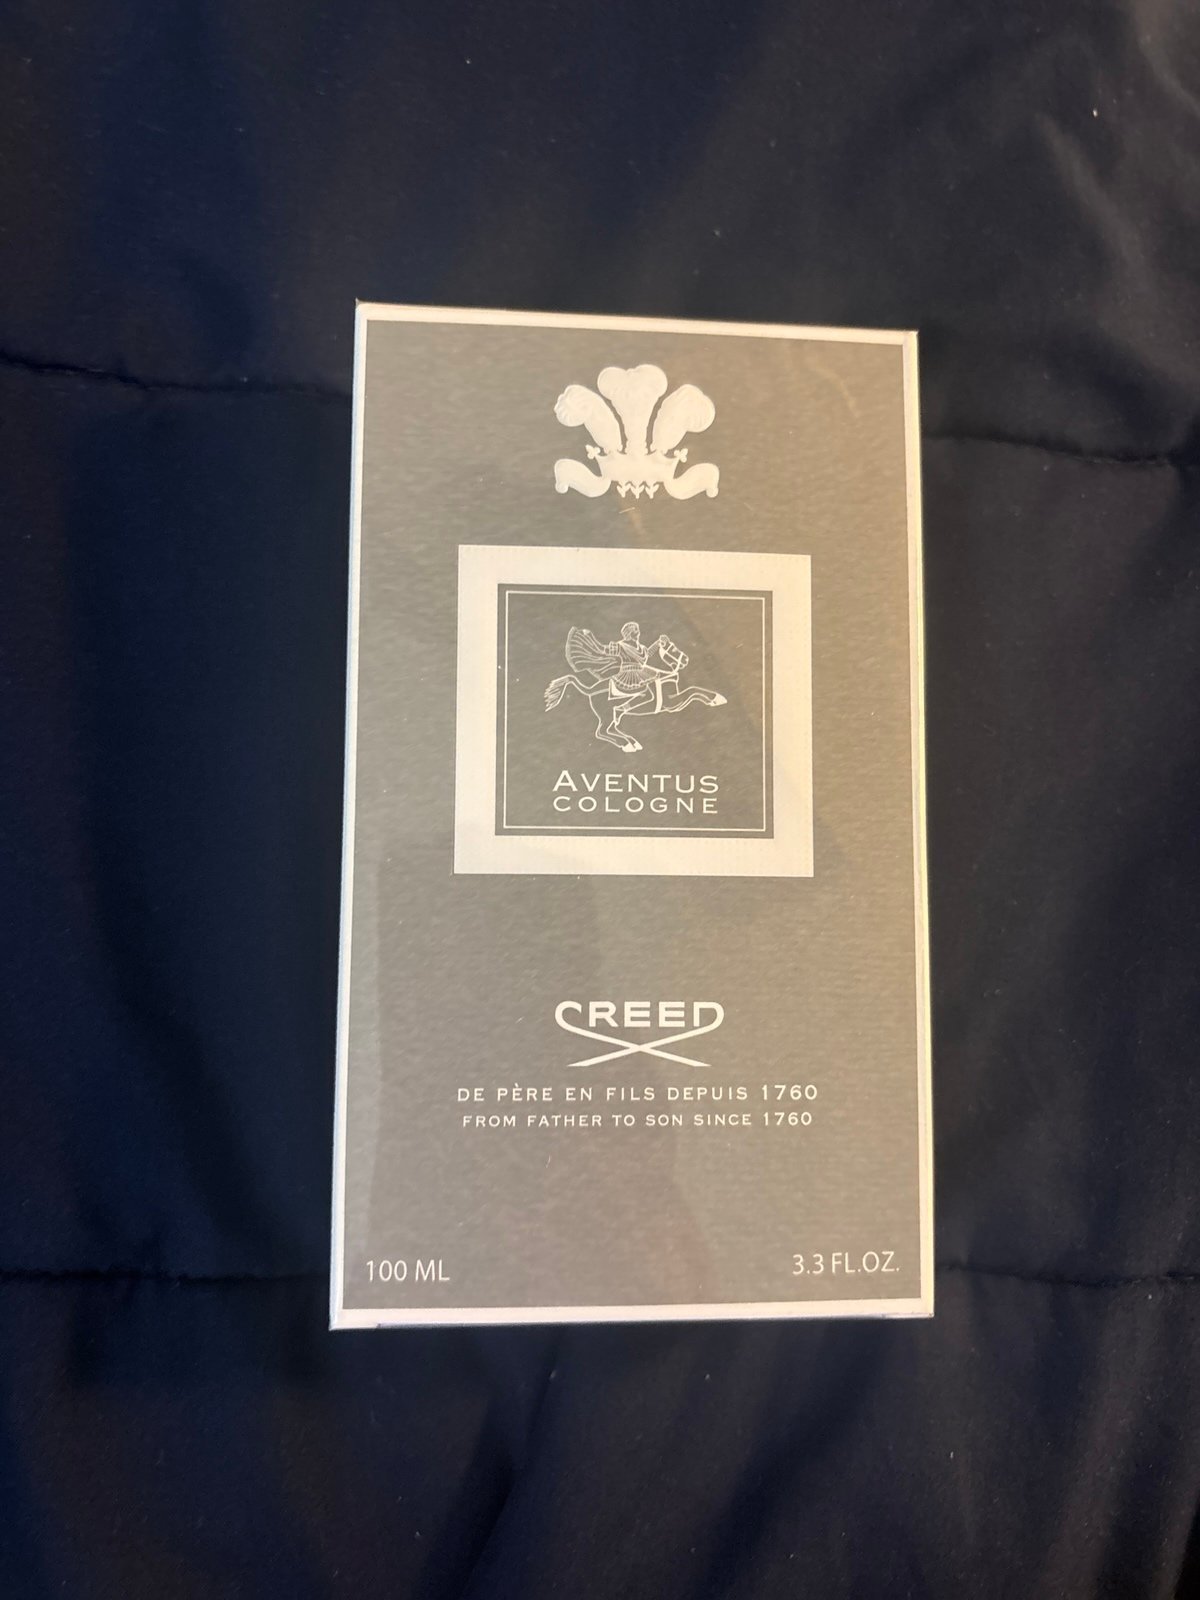 AVENTUS
COLOGNE
CREED
DE PÈRE EN FILS DEPUIS 1760
FROM FATHER TO SON SINCE 1760
100 ML
3.3 FL.OZ.